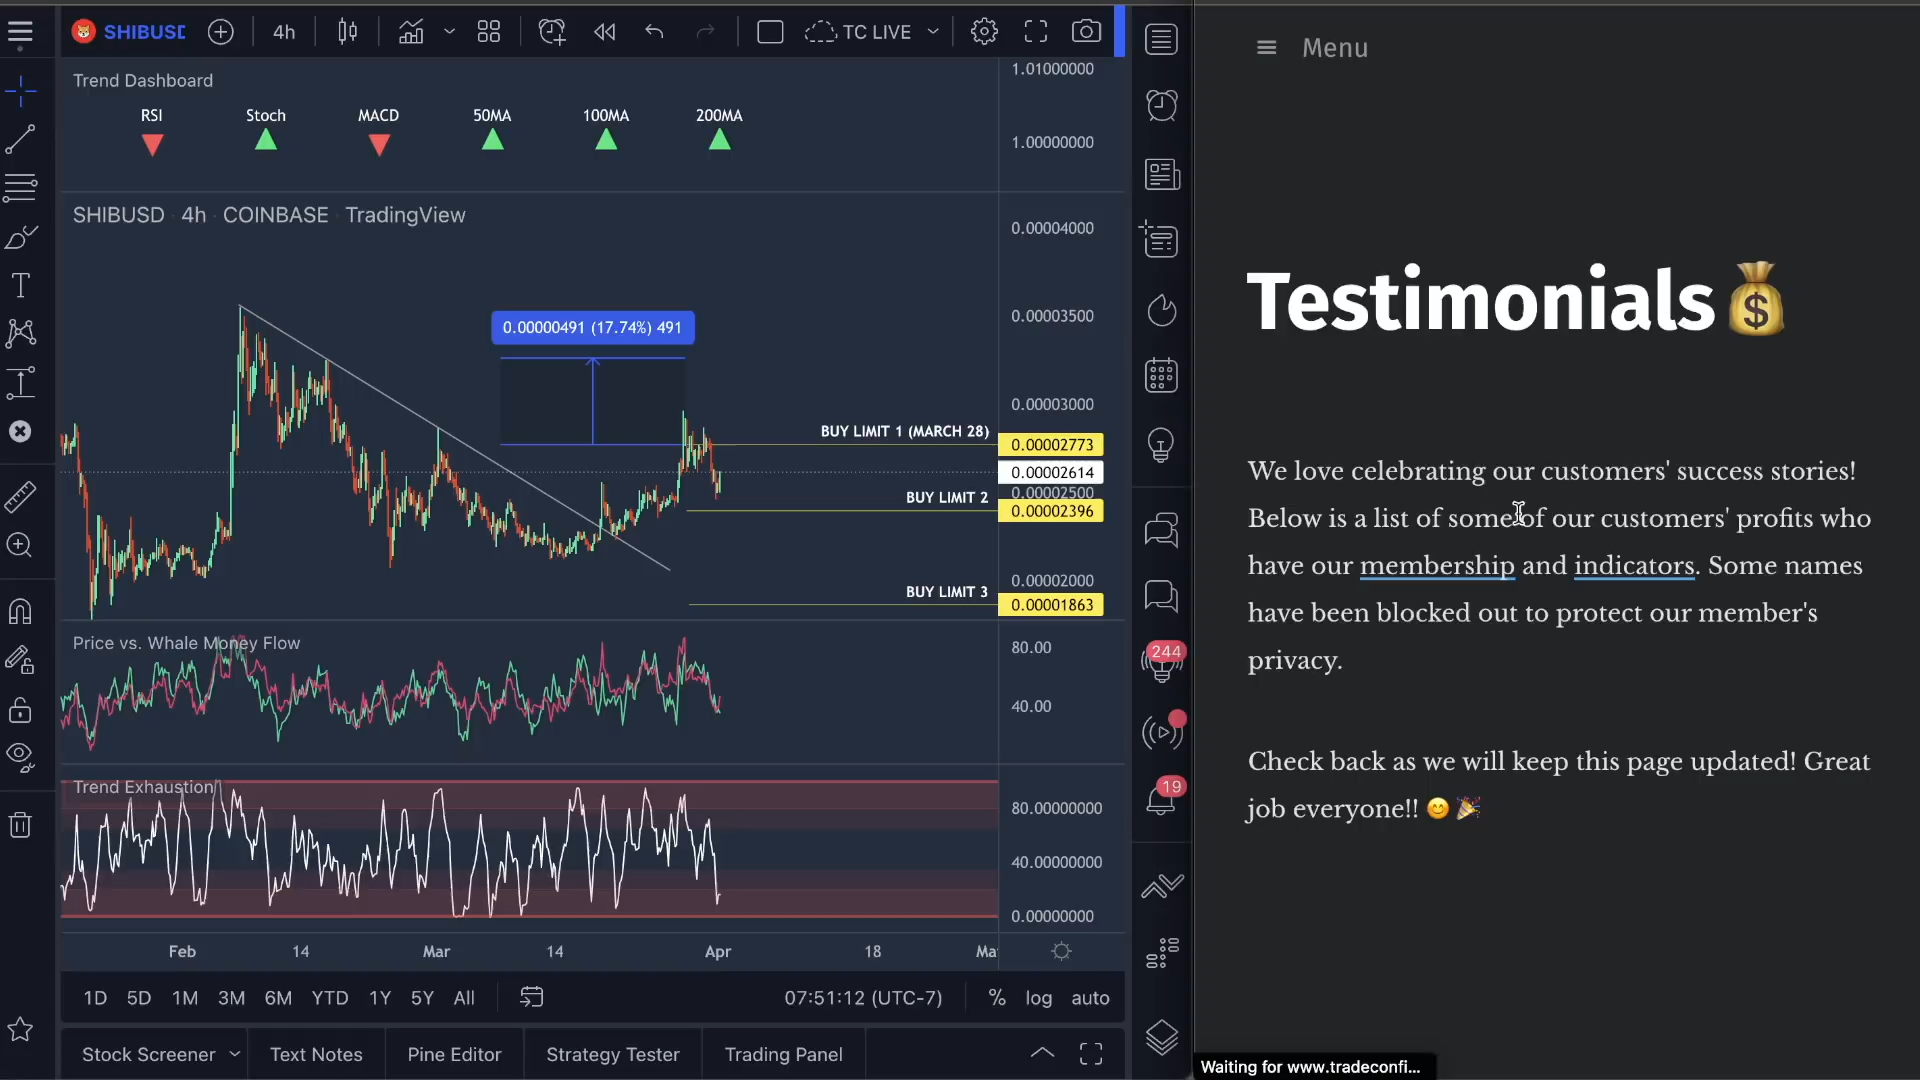 SHIBUSD
4h
TC LIVE
Trend Dashboard
RSI
Stoch
MACD
50MA
100MA
200MA
1.01000000
1.00000000
SHIBUSD · 4h · COINBASE TradingView
0.00004000
0.00003500
0.00003000
0.00000491 (17.74%) 491
BUY LIMIT 1 (MARCH 28)
0.00002773
0.00002614
0.00002500
BUY LIMIT 2
0.00002396
0.00002000
BUY LIMIT 3
0.00001863
Price vs. Whale Money Flow
80.00
40.00
Trend Exhaustion
80.00000000
40.00000000
0.00000000
Feb
14
Mar
14
Apr
18
1D 5D 1M 3M 6M YTD 1Y 5Y All
07:51:12 (UTC-7)
% log auto
Stock Screener
Text Notes
Pine Editor
Strategy Tester
Trading Panel
244
19
Menu
Testimonials
We love celebrating our customers' success stories!
Below is a list of some of our customers' profits who
have our membership and indicators. Some names
have been blocked out to protect our member's
privacy.
Check back as we will keep this page updated! Great
job everyone!! 😊 🎉
Waiting for www.tradeconfi...